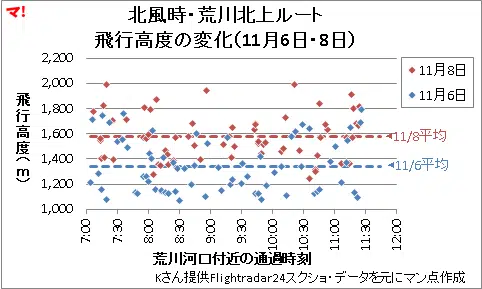 マ!
北風時・荒川北上ルート
飛行高度の変化(11月6日・8日)
飛行高度(m)
2,200
2,000
1,800
1,600
1,400
1,200
1,000
11月8日
11月6日
11/8平均
11/6平均
7:00 7:30 8:00 8:30 9:00 9:30 10:00 10:30 11:00 11:30 12:00
荒川河口付近の通過時刻
Kさん提供Flightradar24スクショ・データを元にマン点作成